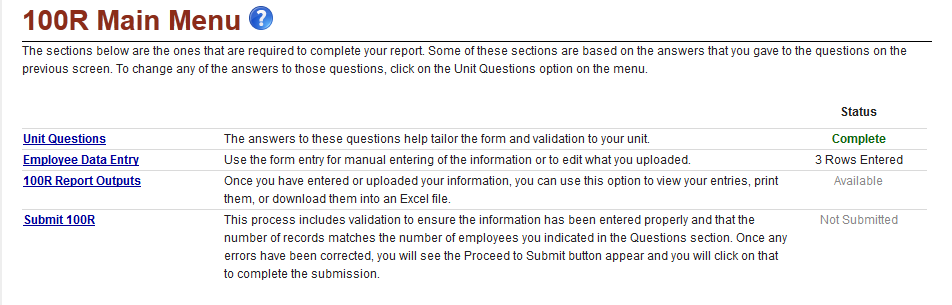 100R Main Menu ?
The sections below are the ones that are required to complete your report. Some of these sections are based on the answers that you gave to the questions on the
previous screen. To change any of the answers to those questions, click on the Unit Questions option on the menu.
Status
Unit Questions The answers to these questions help tailor the form and validation to your unit. Complete
Employee Data Entry Use the form entry for manual entering of the information or to edit what you uploaded. 3 Rows Entered
100R Report Outputs Once you have entered or uploaded your information, you can use this option to view your entries, print Available
them, or download them into an Excel file.
Submit 100R This process includes validation to ensure the information has been entered properly and that the Not Submitted
number of records matches the number of employees you indicated in the Questions section. Once any
errors have been corrected, you will see the Proceed to Submit button appear and you will click on that
to complete the submission.